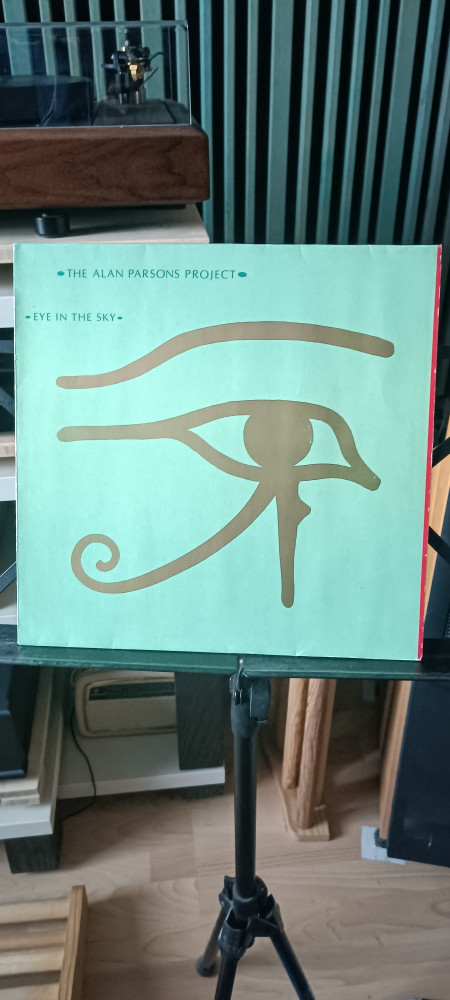 •THE ALAN PARSONS PROJECT•
•EYE IN THE SKY•